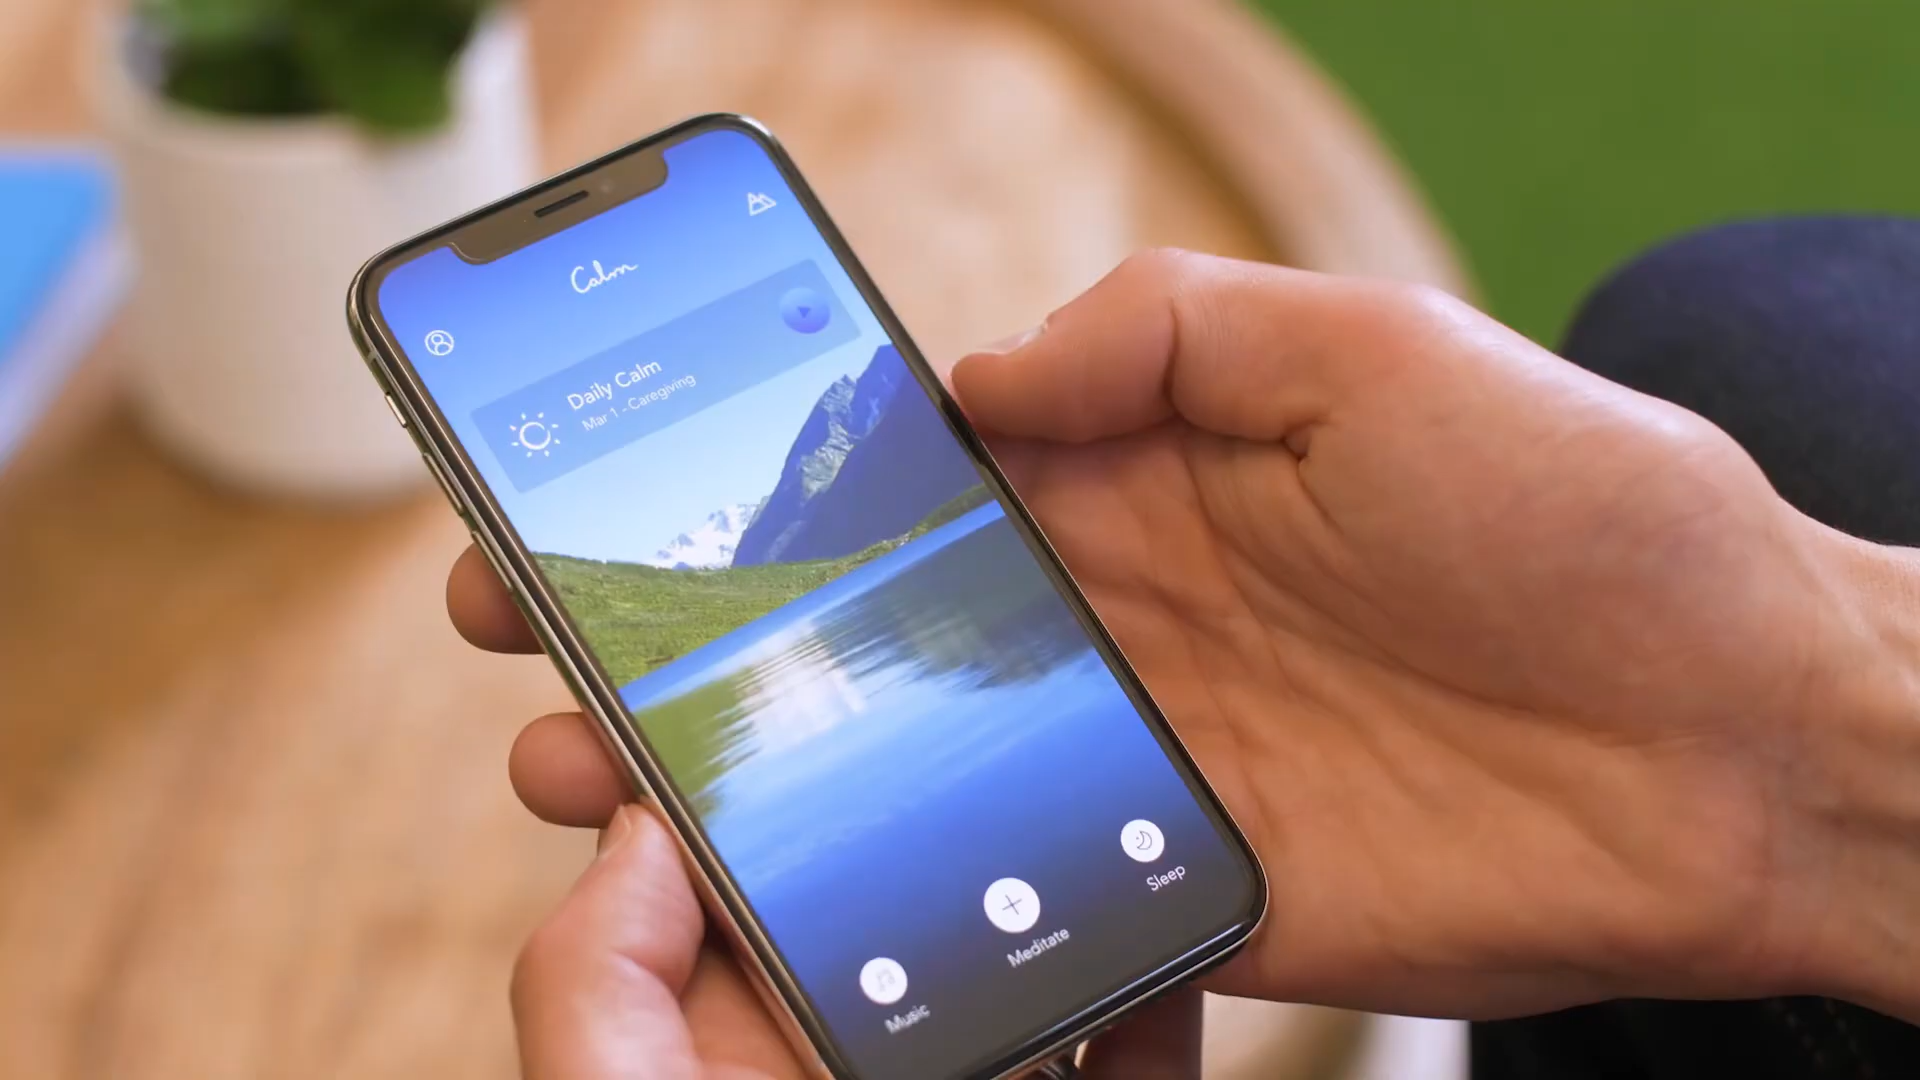 Calm
Daily Calm
Mar 1 - Caregiving
Music
Meditate
Sleep